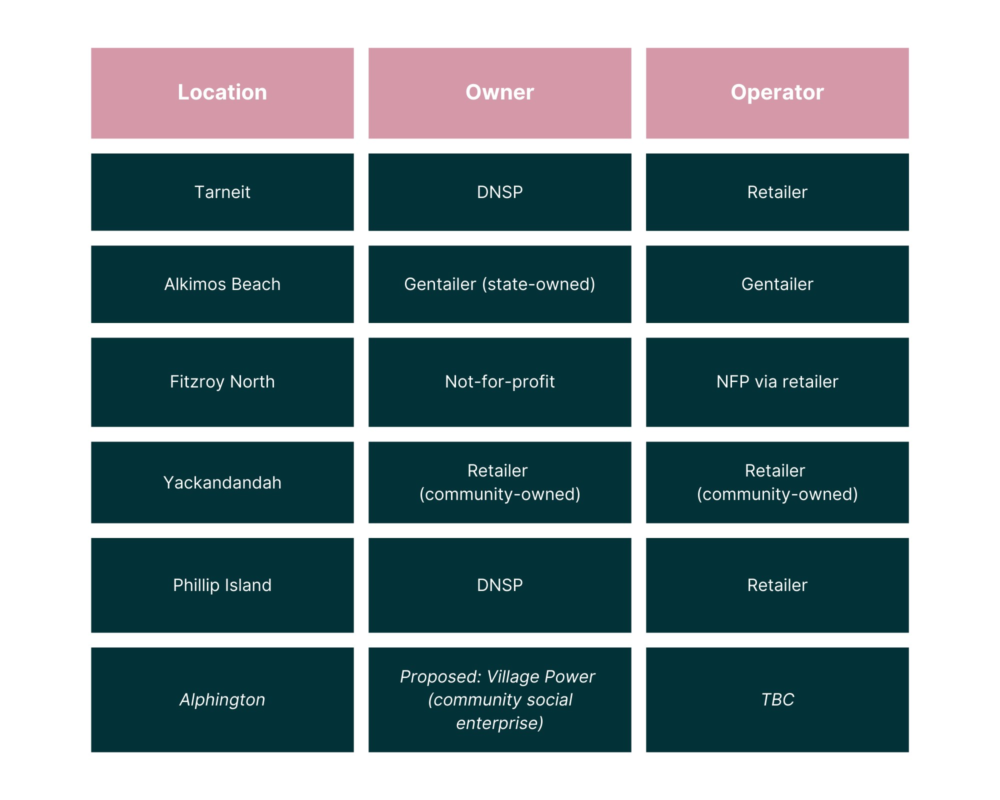 Location
Owner
Operator
Tarneit
DNSP
Retailer
Alkimos Beach
Gentailer (state-owned)
Gentailer
Fitzroy North
Not-for-profit
NFP via retailer
Yackandandah
Retailer
(community-owned)
Retailer
(community-owned)
Phillip Island
DNSP
Retailer
Alphington
Proposed: Village Power
(community social
enterprise)
TBC